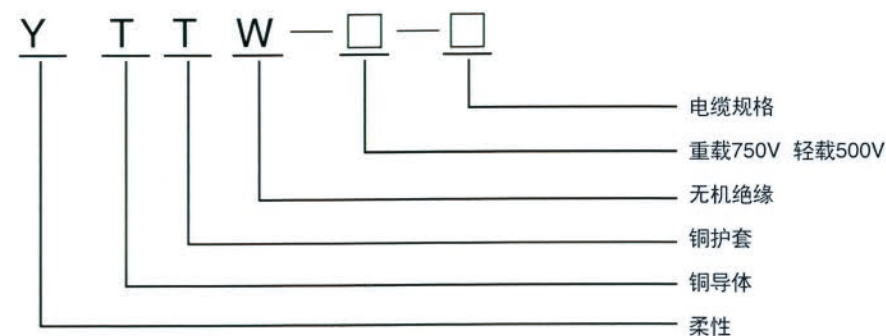 Y T T W — □ — □
电缆规格
重载750V 轻载500V
无机绝缘
铜护套
铜导体
柔性